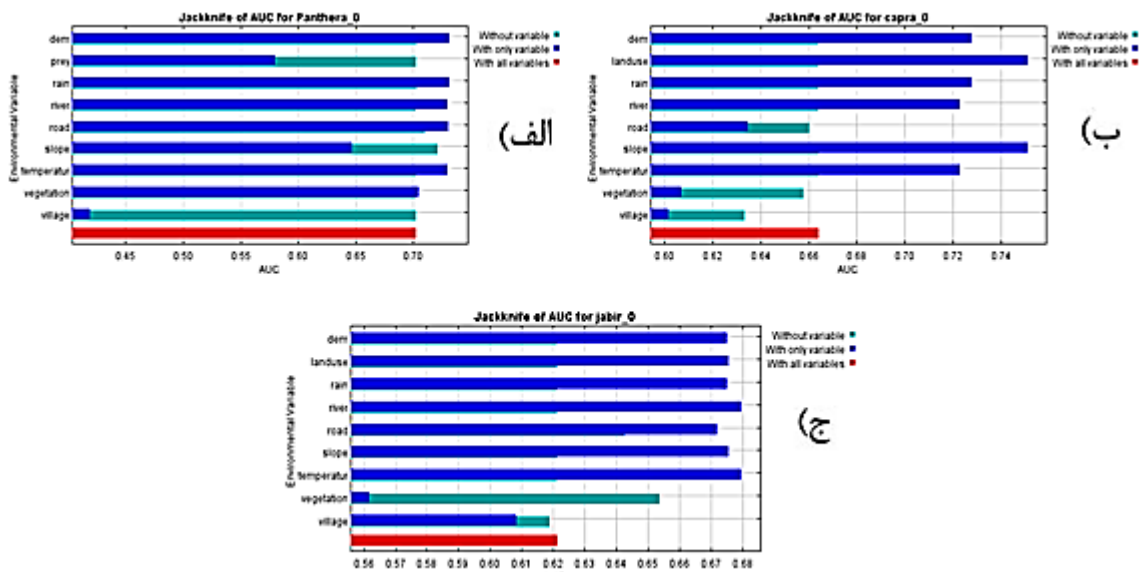 Jackknife of AUC for Panthera_0
Environmental Variable
dem
prey
rain
river
road
slope
temperatur
vegetation
village
0.45 0.50 0.55 0.60 0.65 0.70
AUC
Without variable
With only variable
With all variables
الف)
Jackknife of AUC for capra_0
Environmental Variable
dem
landuse
rain
river
road
slope
temperatur
vegetation
village
0.60 0.62 0.64 0.66 0.68 0.70 0.72 0.74
AUC
Without variable
With only variable
With all variables
ب)
Jackknife of AUC for jabir_0
Environmental Variable
dem
landuse
rain
river
road
slope
temperatur
vegetation
village
0.56 0.57 0.58 0.59 0.60 0.61 0.62 0.63 0.64 0.65 0.66 0.67 0.68
Without variable
With only variable
With all variables
ج)